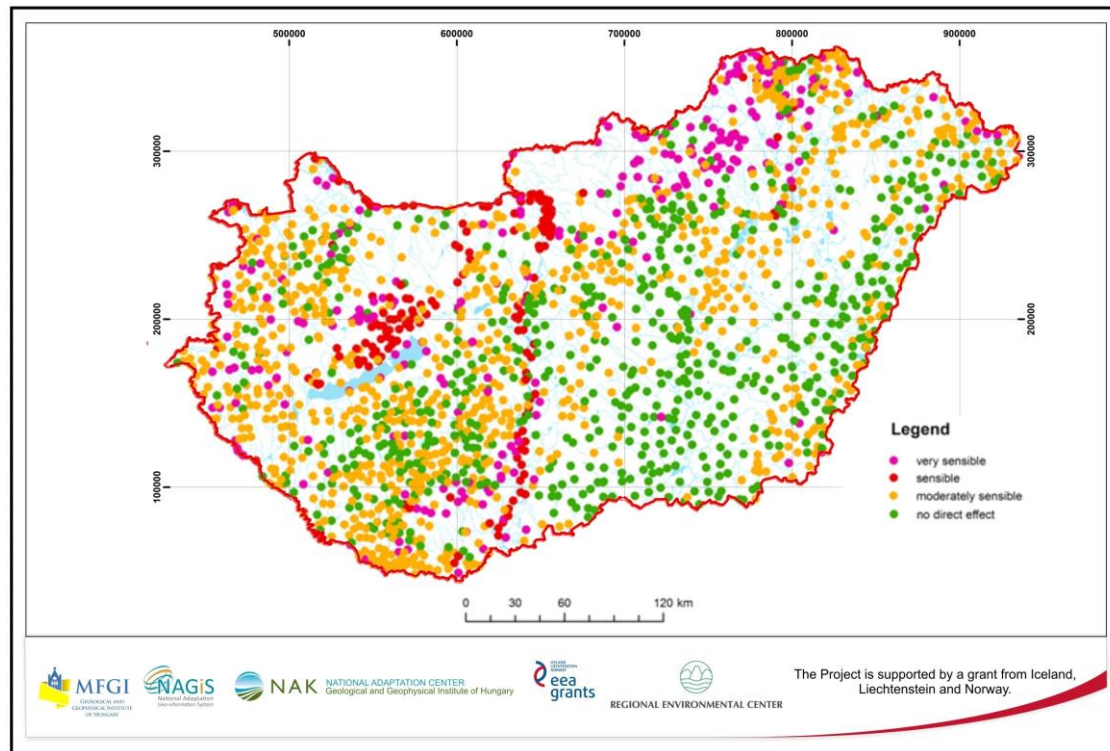 500000 600000 700000 800000 900000
300000 300000
200000 200000
100000
Legend
very sensible
sensible
moderately sensible
no direct effect
0 30 60 120 km
MFGI
GEOLOGICAL AND
GEOPHYSICAL INSTITUTE
OF HUNGARY
NAGiS
National Adaptation
Geo-information System
NAK
NATIONAL ADAPTATION CENTER
Geological and Geophysical Institute of Hungary
ICELAND
LIECHTENSTEIN
NORWAY
eea
grants
REGIONAL ENVIRONMENTAL CENTER
The Project is supported by a grant from Iceland,
Liechtenstein and Norway.